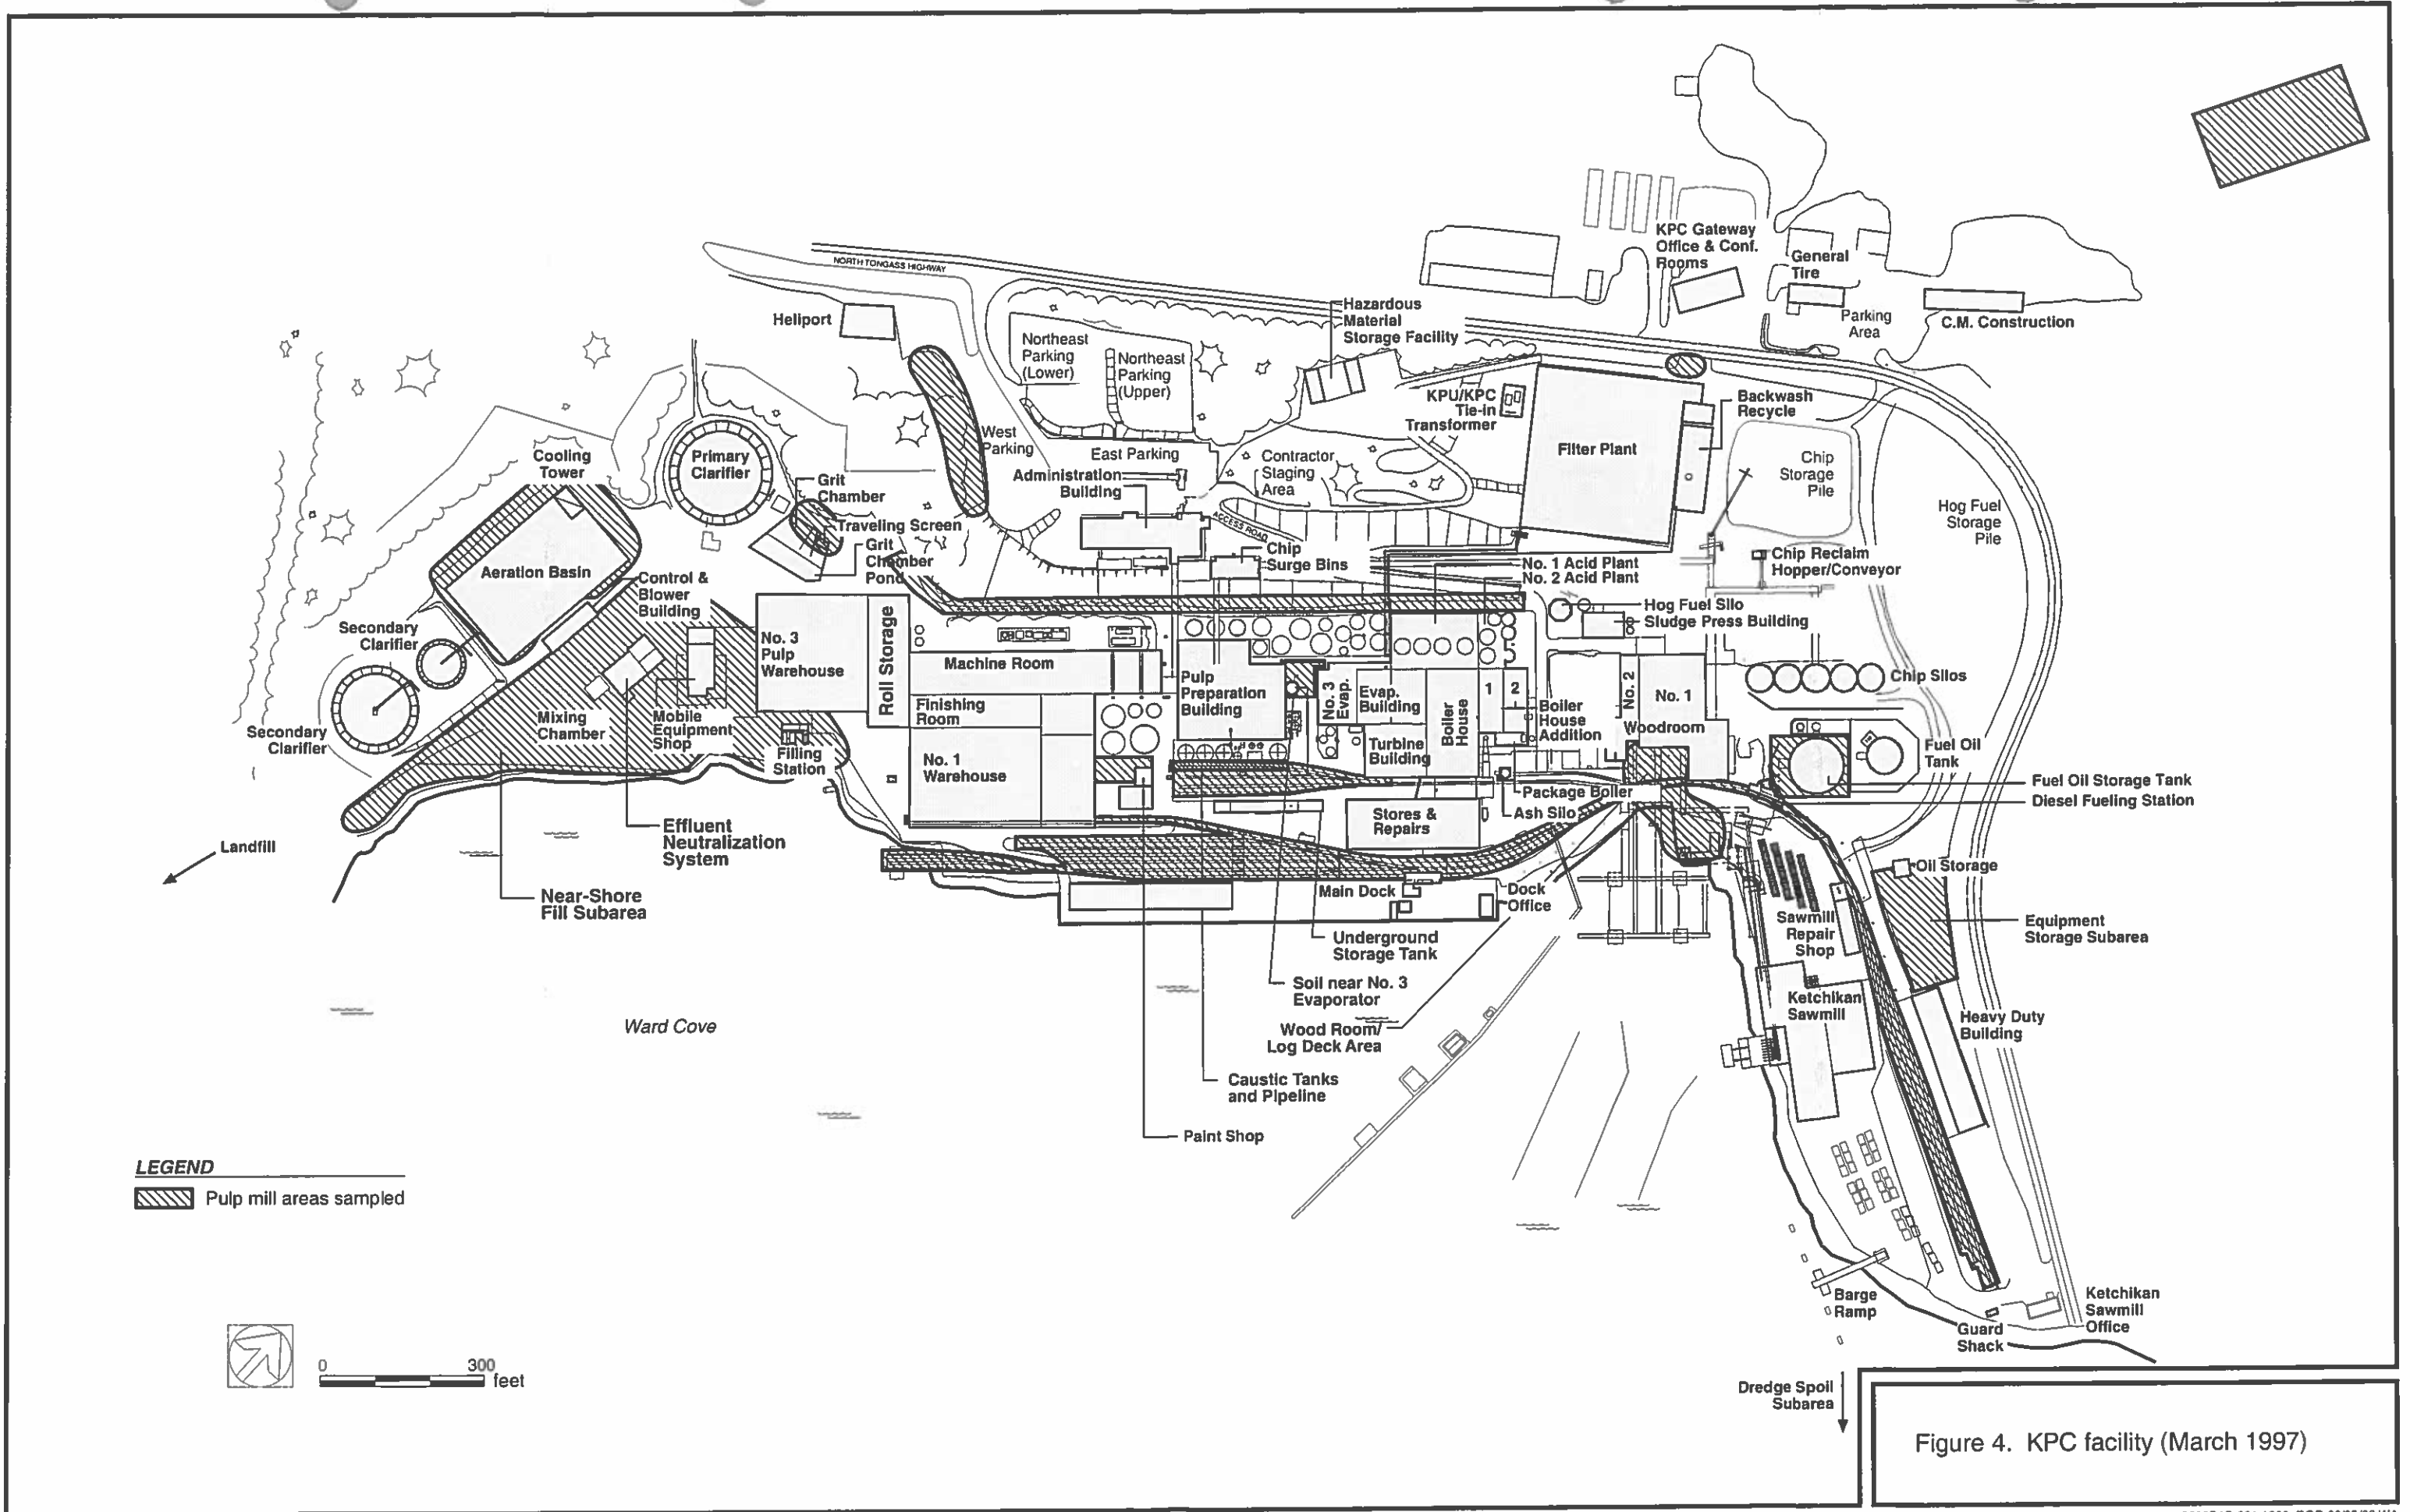 KPC Gateway
Office & Conf.
Rooms
General
Tire
NORTH TONGASS HIGHWAY
Heliport
Hazardous
Material
Storage Facility
Parking
Area
C.M. Construction
Northeast
Parking
(Lower)
Northeast
Parking
(Upper)
KPU/KPC
Tie-in
Transformer
Backwash
Recycle
West
Parking
East Parking
Filter Plant
Cooling
Tower
Primary
Clarifier
Administration
Building
Contractor
Staging
Area
Chip
Storage
Pile
Grit
Chamber
Hog Fuel
Storage
Pile
Traveling Screen
ACCESS ROAD
Grit
Chamber
Pond
Chip
Surge Bins
Chip Reclaim
Hopper/Conveyor
No. 1 Acid Plant
No. 2 Acid Plant
Aeration Basin
Control &
Blower
Building
Hog Fuel Silo
Sludge Press Building
Secondary
Clarifier
No. 3
Pulp
Warehouse
Roll Storage
Machine Room
Pulp
Preparation
Building
No. 3
Evap.
Evap.
Building
Boiler
House
1
2
No. 2
No. 1
Woodroom
Chip Silos
Finishing
Room
Boiler
House
Addition
Secondary
Clarifier
Mixing
Chamber
Mobile
Equipment
Shop
Filling
Station
Turbine
Building
Fuel Oil
Tank
No. 1
Warehouse
Fuel Oil Storage Tank
Diesel Fueling Station
Package Boiler
Ash Silo
Stores &
Repairs
Effluent
Neutralization
System
Landfill
Oil Storage
Near-Shore
Fill Subarea
Main Dock
Dock
Office
Sawmill
Repair
Shop
Equipment
Storage Subarea
Underground
Storage Tank
Soil near No. 3
Evaporator
Ketchikan
Sawmill
Heavy Duty
Building
Ward Cove
Wood Room/
Log Deck Area
Caustic Tanks
and Pipeline
Paint Shop
LEGEND
Pulp mill areas sampled
Barge
Ramp
Guard
Shack
Ketchikan
Sawmill
Office
0 300
feet
Dredge Spoil
Subarea
Figure 4. KPC facility (March 1997)